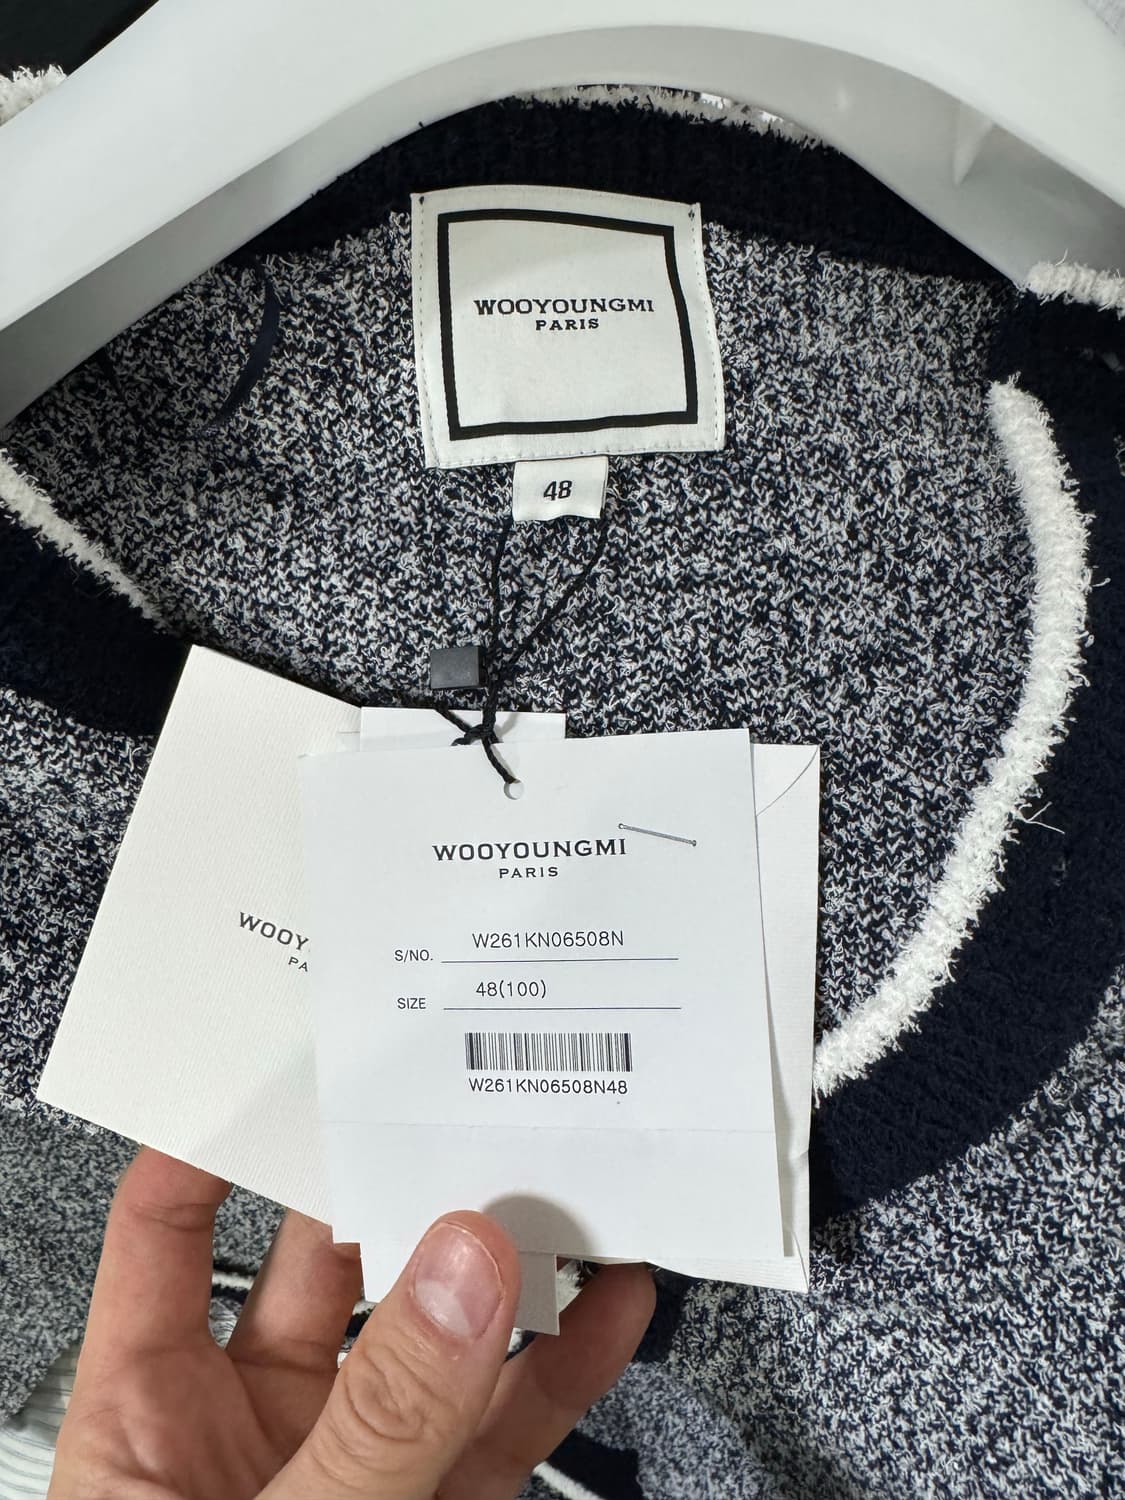 WOOYOUNGMI
PARIS
48
WOOY
PA
WOOYOUNGMI
PARIS
S/NO. W261KN06508N
SIZE 48(100)
W261KN06508N48